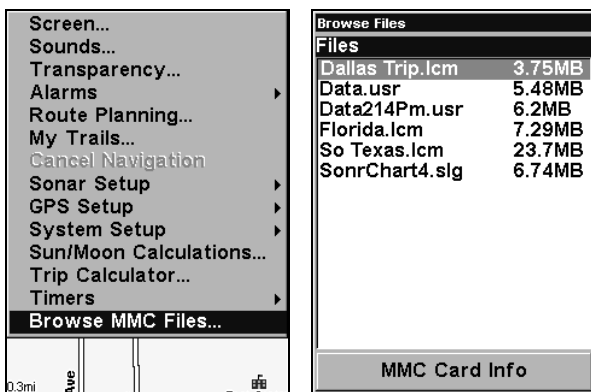 Screen...
Sounds...
Transparency...
Alarms
Route Planning...
My Trails...
Cancel Navigation
Sonar Setup
GPS Setup
System Setup
Sun/Moon Calculations...
Trip Calculator...
Timers
Browse MMC Files...
0.3mi
Ave
Browse Files
Files
Dallas Trip.lcm 3.75MB
Data.usr 5.48MB
Data214Pm.usr 6.2MB
Florida.lcm 7.29MB
So Texas.lcm 23.7MB
SonrChart4.slg 6.74MB
MMC Card Info